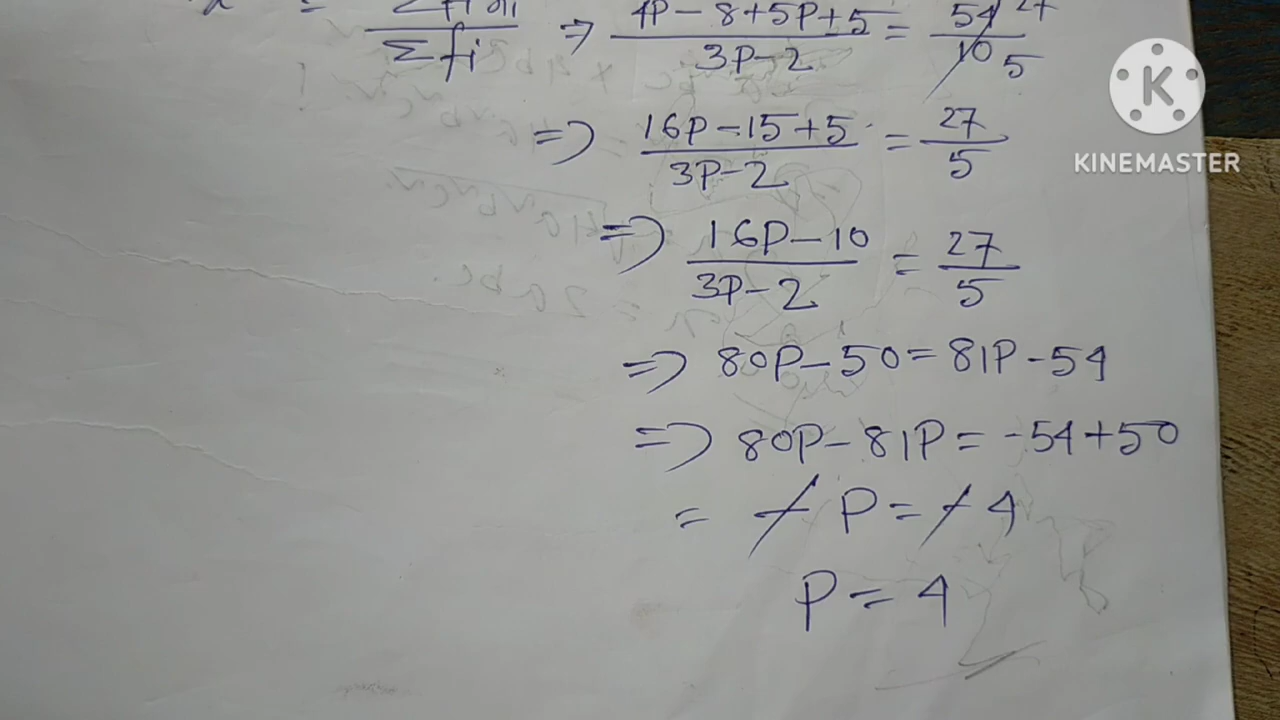 4P-8+5P+5/3P-2 = 54/10 27/5
Σfi ⇒
⇒ 16P-15+5/3P-2 = 27/5
⇒ 16P-10/3P-2 = 27/5
⇒ 80P-50=81P-54
⇒ 80P-81P=-54+50
= -P=-4
P=4
K
KINEMASTER